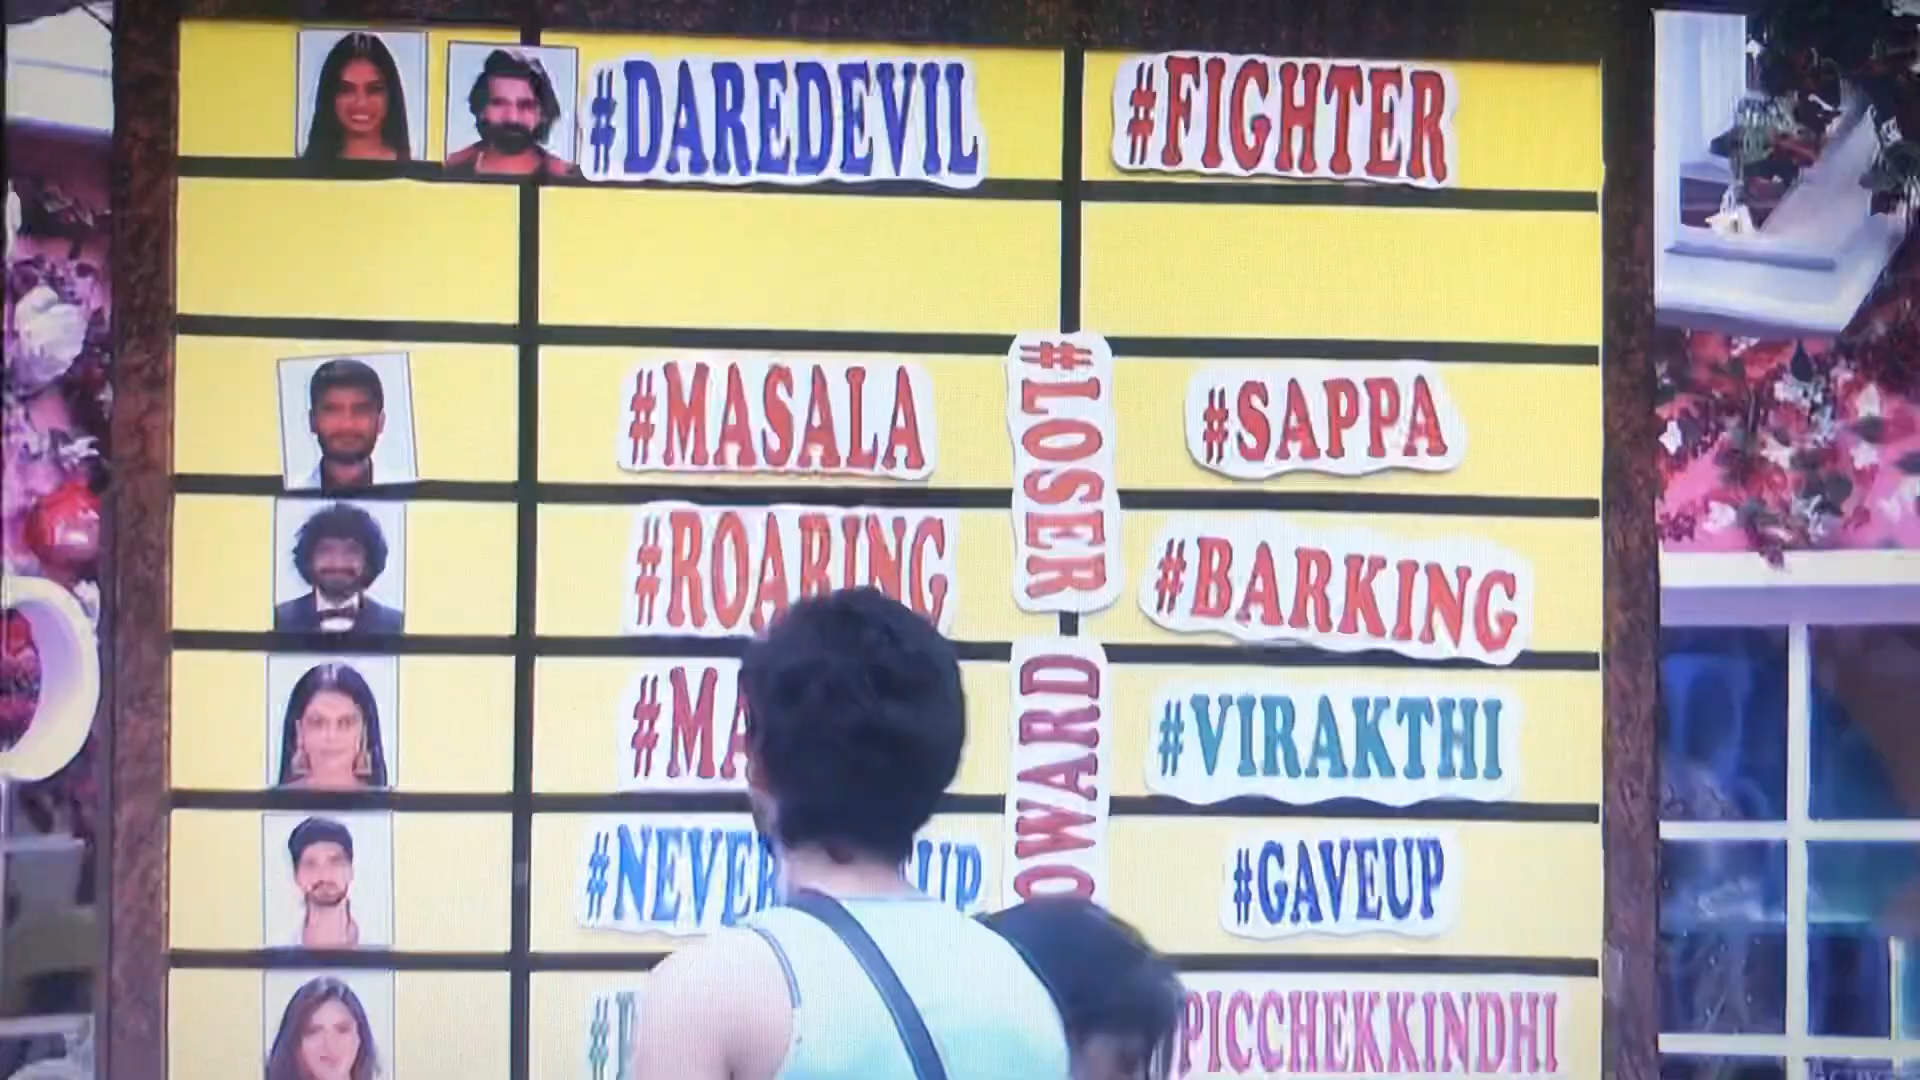 #DAREDEVIL
#FIGHTER
#MASALA
#LOSER
#SAPPA
#ROARING
#BARKING
#VIRAKTHI
#GAVEUP
PICCHEKKINDHI